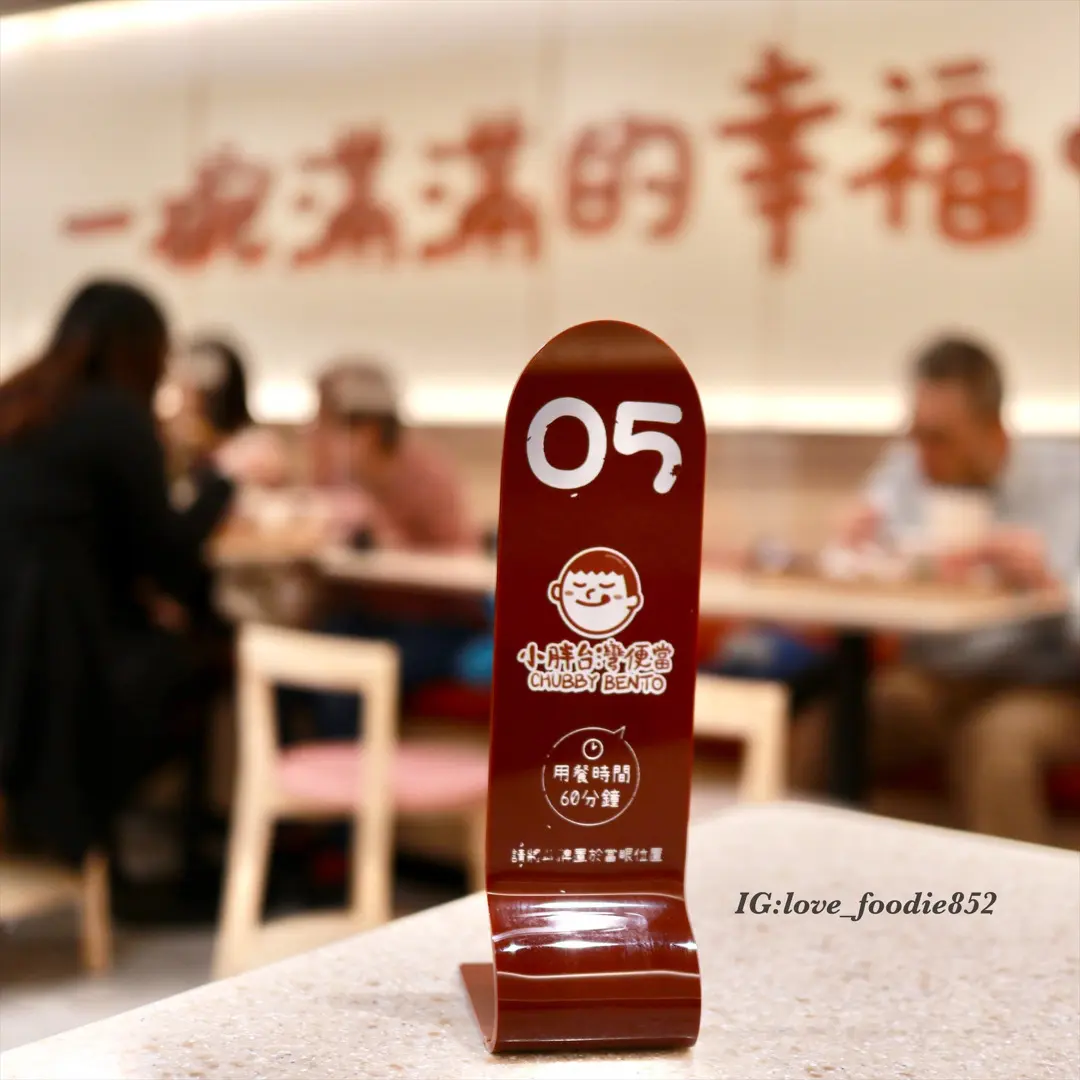 一家滿滿的幸福
05
小胖台灣便當
CHUBBY BENTO
用餐時間
60分鐘
請將此牌置於當眼位置
IG:love_foodie852